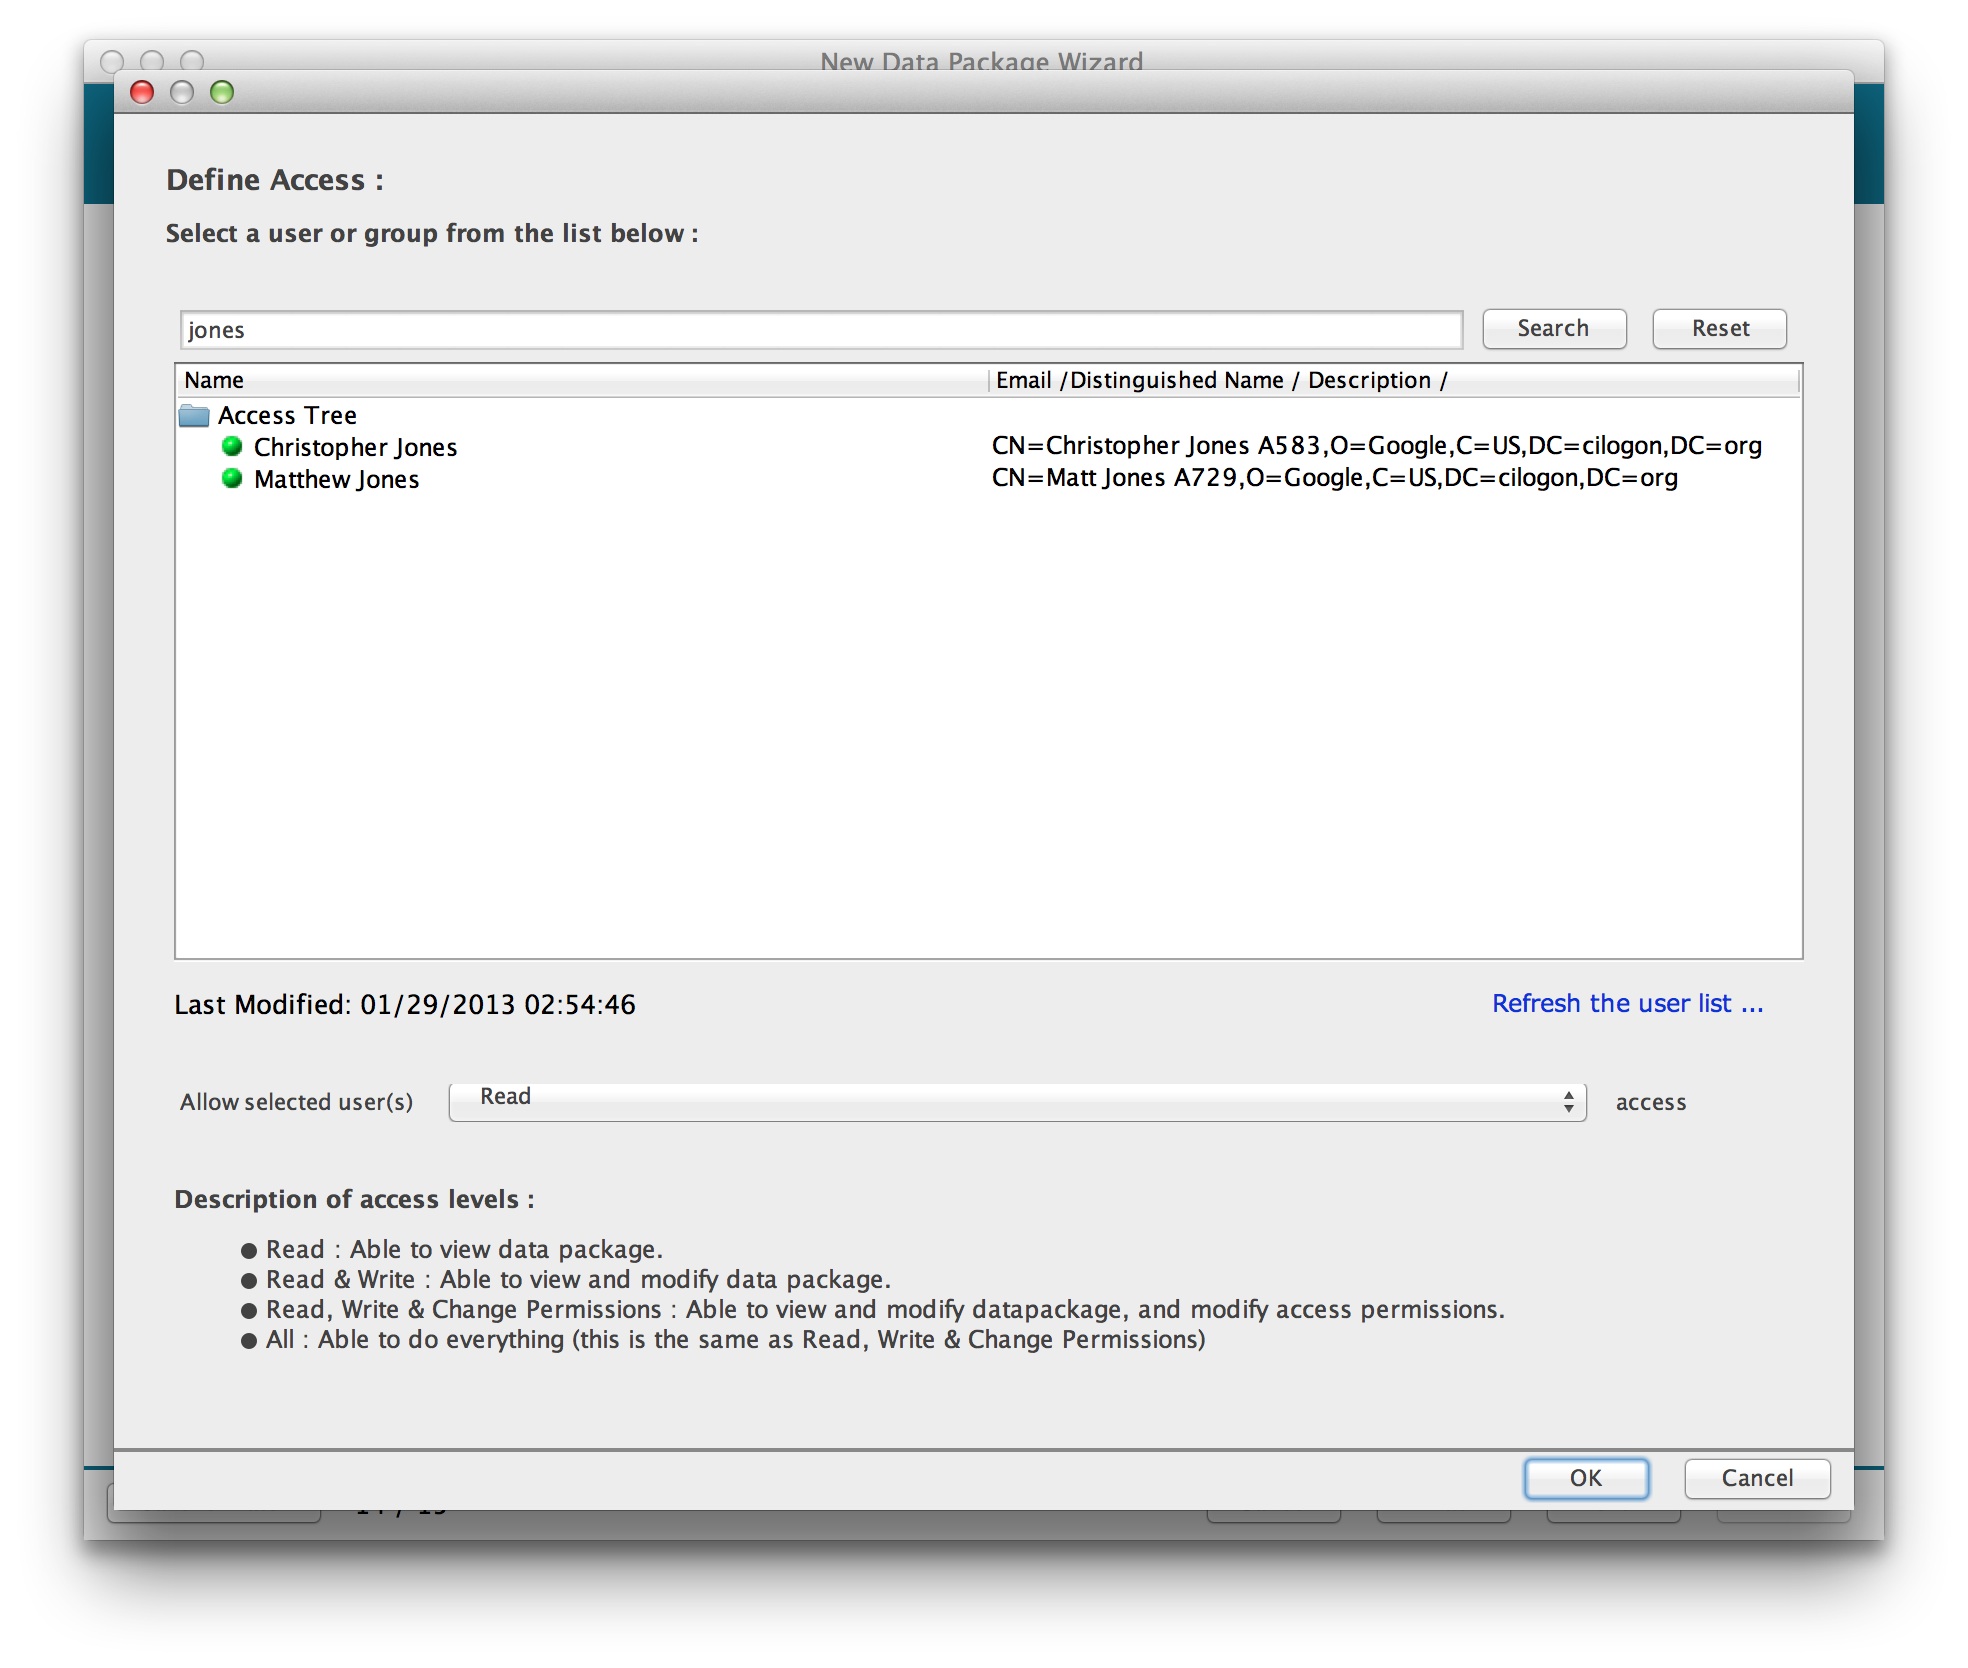 New Data Package Wizard
Define Access :
Select a user or group from the list below :
jones
Search
Reset
Name
Email /Distinguished Name / Description /
Access Tree
Christopher Jones
CN=Christopher Jones A583,O=Google,C=US,DC=cilogon,DC=org
Matthew Jones
CN=Matt Jones A729,O=Google,C=US,DC=cilogon,DC=org
Last Modified: 01/29/2013 02:54:46
Refresh the user list ...
Allow selected user(s)
Read
access
Description of access levels :
● Read : Able to view data package.
● Read & Write : Able to view and modify data package.
● Read, Write & Change Permissions : Able to view and modify datapackage, and modify access permissions.
● All : Able to do everything (this is the same as Read, Write & Change Permissions)
OK
Cancel